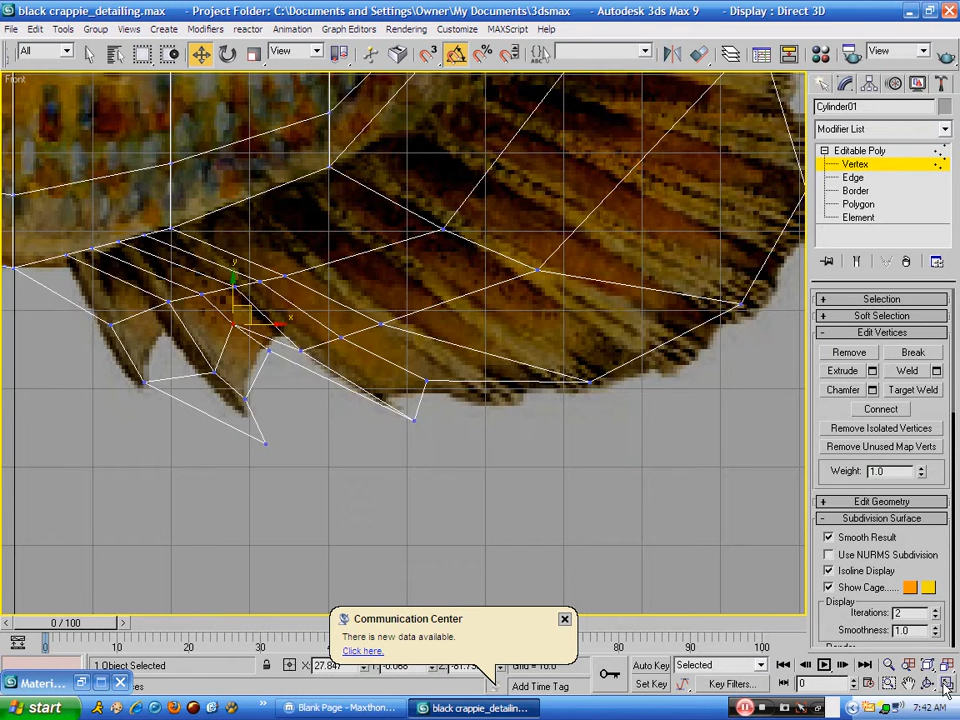 black crappie_detailing.max - Project Folder: C:\Documents and Settings\Owner\My Documents\3dsmax - Autodesk 3ds Max 9 - Display : Direct 3D
File Edit Tools Group Views Create Modifiers reactor Animation Graph Editors Rendering Customize MAXScript Help
All View View
Front
Cylinder01
Modifier List
Editable Poly
Vertex
Edge
Border
Polygon
Element
+ Selection
+ Soft Selection
- Edit Vertices
Remove Break
Extrude Weld
Chamfer Target Weld
Connect
Remove Isolated Vertices
Remove Unused Map Verts
Weight: 1.0
+ Edit Geometry
- Subdivision Surface
Smooth Result
Use NURMS Subdivision
Isoline Display
Show Cage......
Display
Iterations: 2
Smoothness: 1.0
x
y
Communication Center
There is new data available.
Click here.
0 / 100
0 10 20 30 80 90 100
1 Object Selected X: 27.847 Auto Key Selected
Materi... Add Time Tag Set Key Key Filters... 0
start Blank Page - Maxthon... black crappie_detailin... 7:42 AM